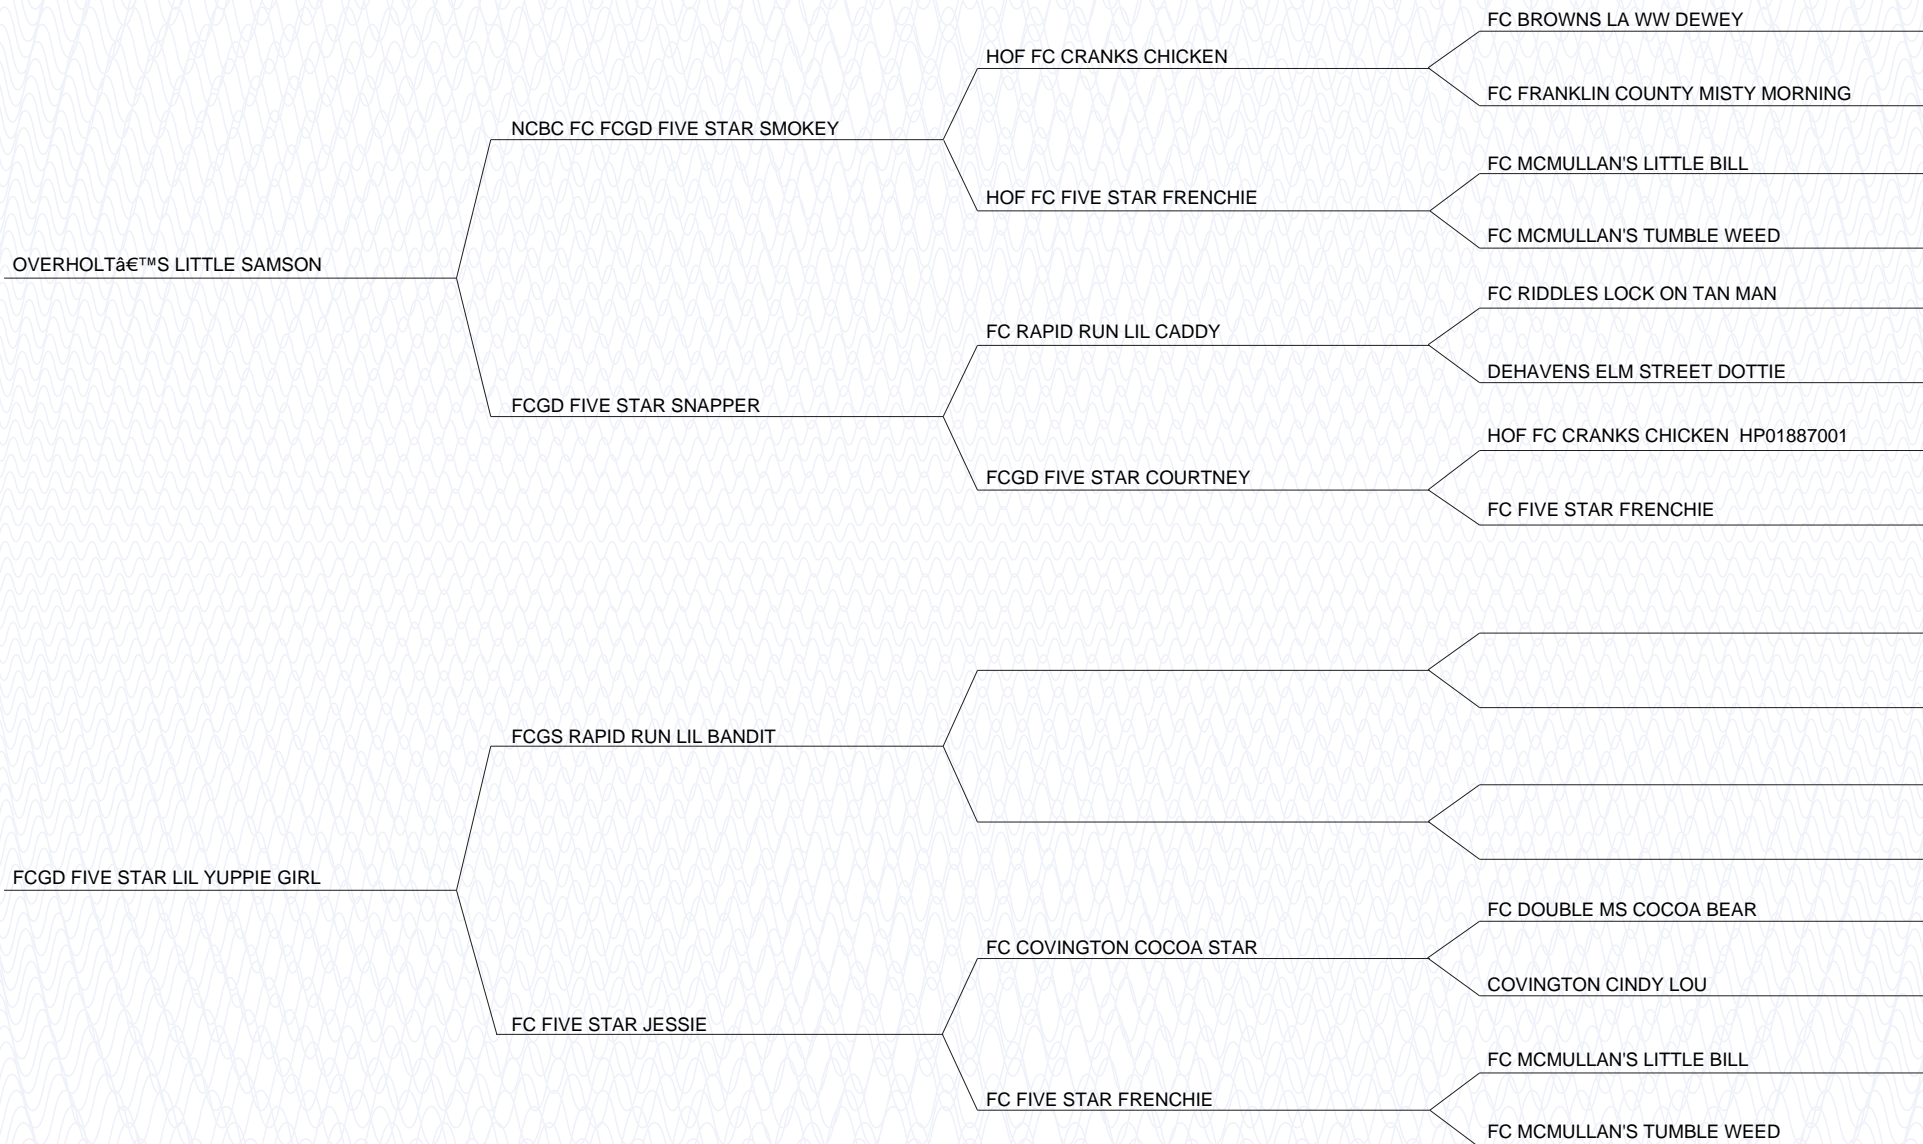 FC BROWNS LA WW DEWEY
HOF FC CRANKS CHICKEN
FC FRANKLIN COUNTY MISTY MORNING
NCBC FC FCGD FIVE STAR SMOKEY
FC MCMULLAN'S LITTLE BILL
HOF FC FIVE STAR FRENCHIE
FC MCMULLAN'S TUMBLE WEED
OVERHOLTâ€™S LITTLE SAMSON
FC RIDDLES LOCK ON TAN MAN
FC RAPID RUN LIL CADDY
DEHAVENS ELM STREET DOTTIE
FCGD FIVE STAR SNAPPER
HOF FC CRANKS CHICKEN  HP01887001
FCGD FIVE STAR COURTNEY
FC FIVE STAR FRENCHIE
FCGS RAPID RUN LIL BANDIT
FCGD FIVE STAR LIL YUPPIE GIRL
FC DOUBLE MS COCOA BEAR
FC COVINGTON COCOA STAR
COVINGTON CINDY LOU
FC FIVE STAR JESSIE
FC MCMULLAN'S LITTLE BILL
FC FIVE STAR FRENCHIE
FC MCMULLAN'S TUMBLE WEED